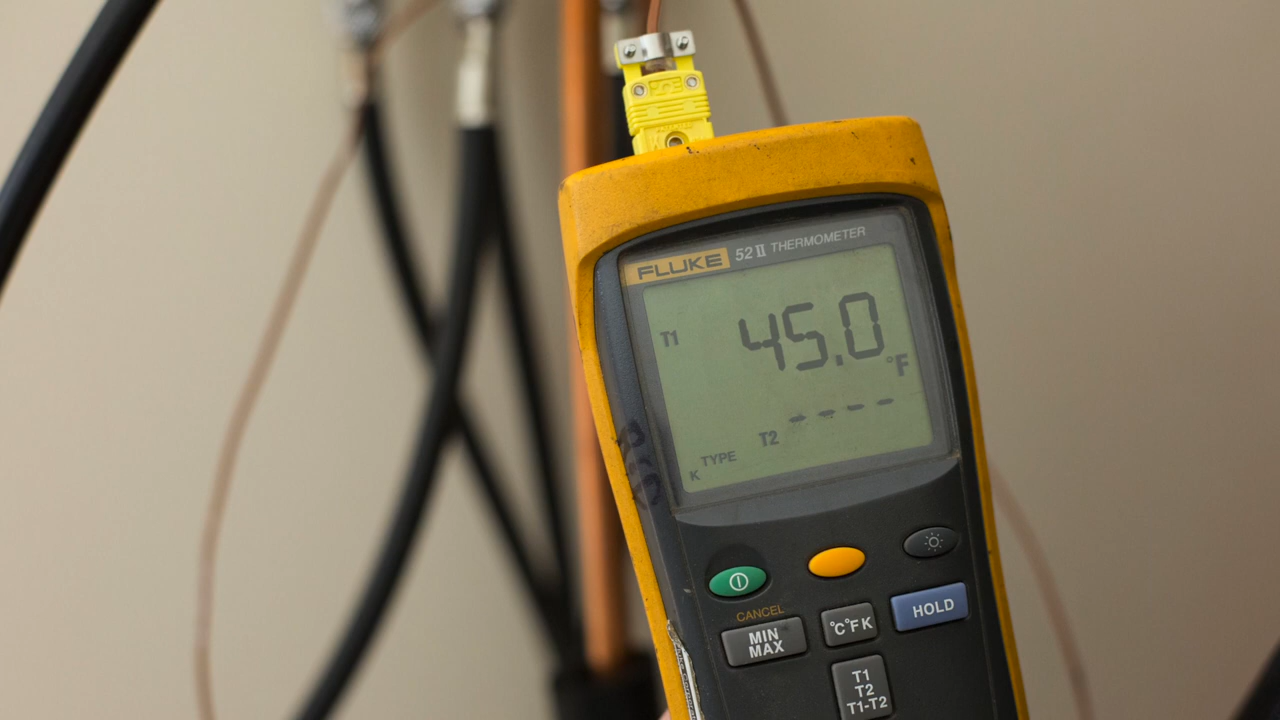 FLUKE 52 II THERMOMETER
T1 45.0 °F
T2 ----
K TYPE
CANCEL
MIN MAX
°C°F K
HOLD
T1
T2
T1-T2